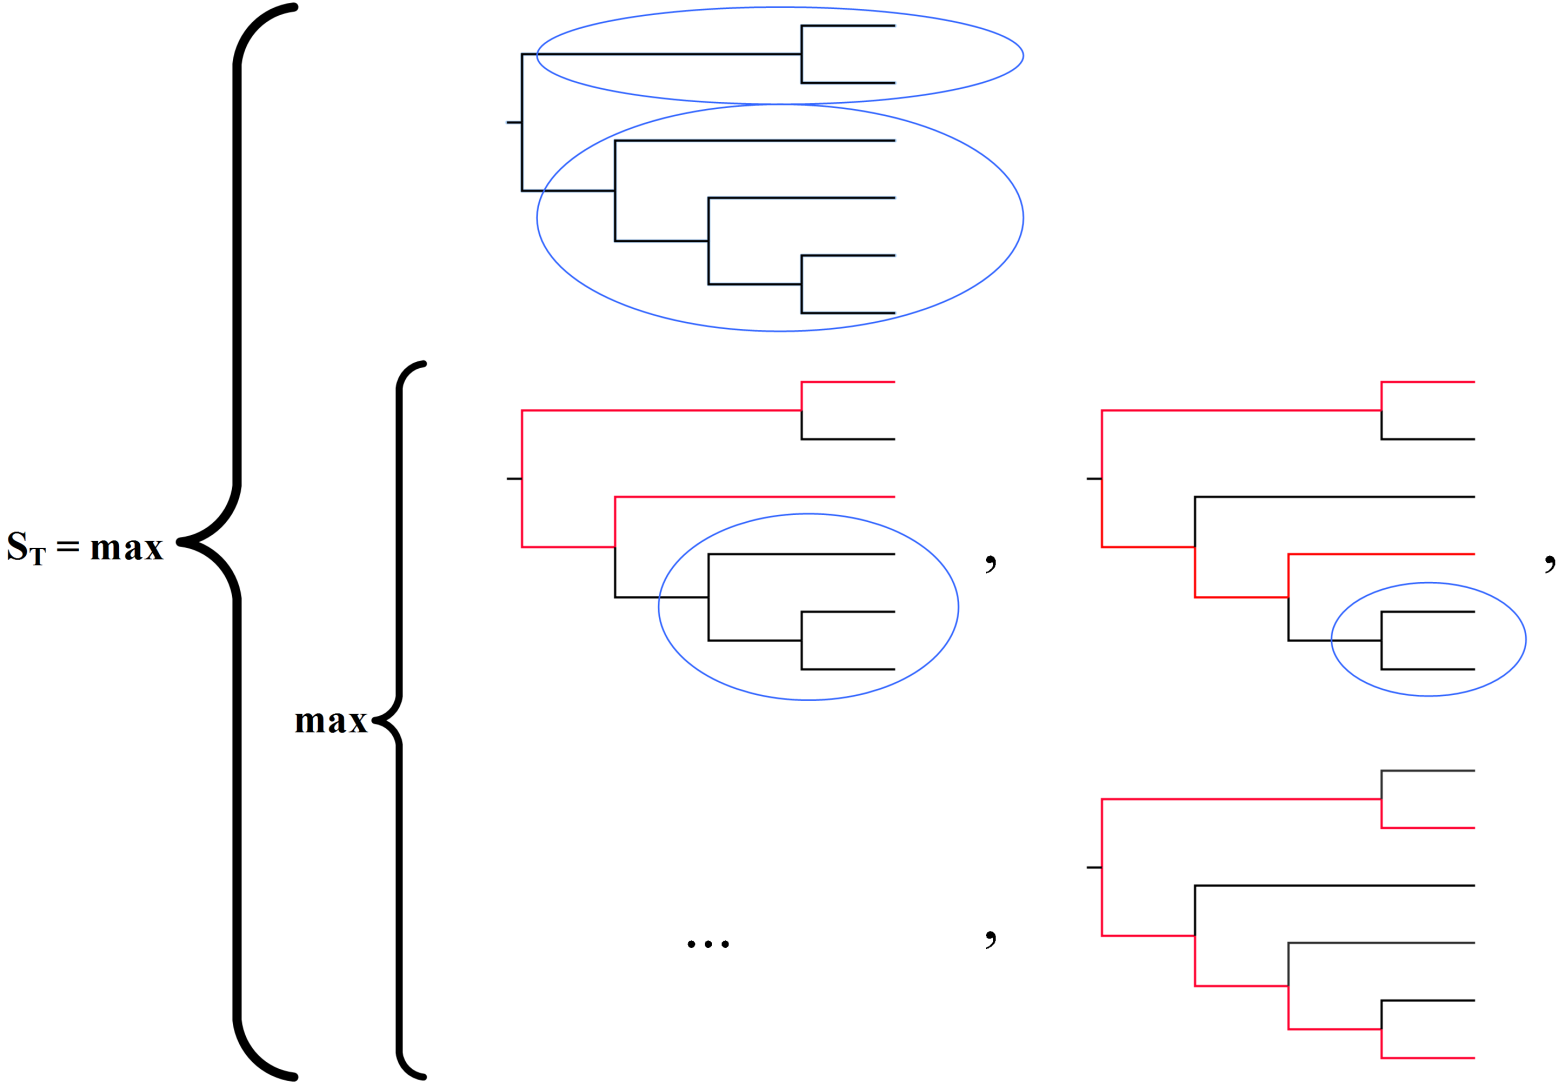 S_T = max
max
,
,
... ,